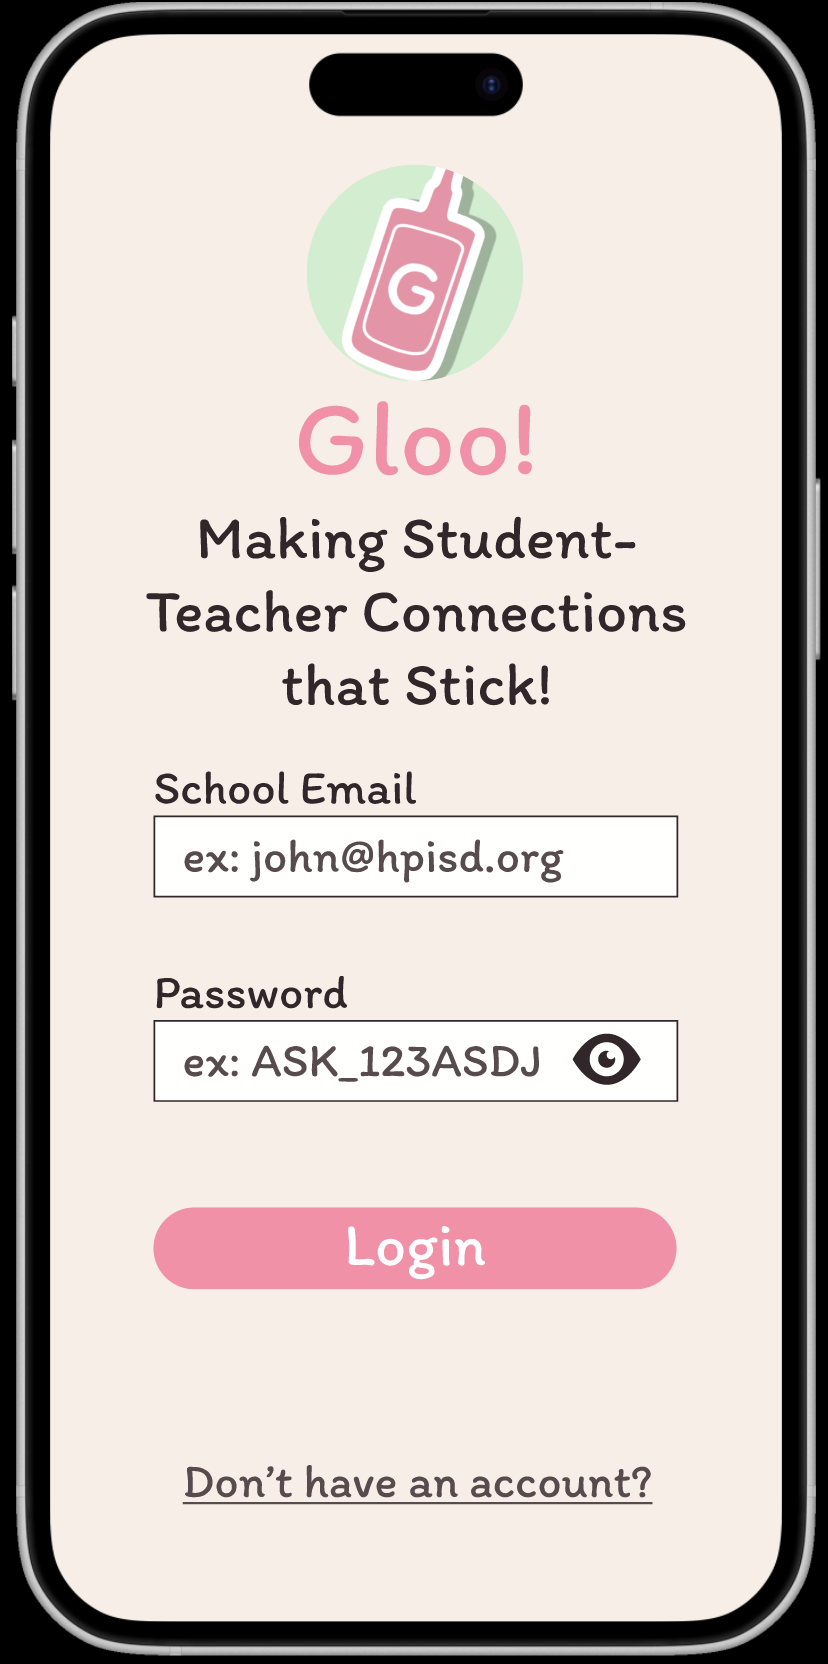 G
Gloo!
Making Student-
Teacher Connections
that Stick!
School Email
ex: john@hpisd.org
Password
ex: ASK_123ASDJ
Login
Don’t have an account?